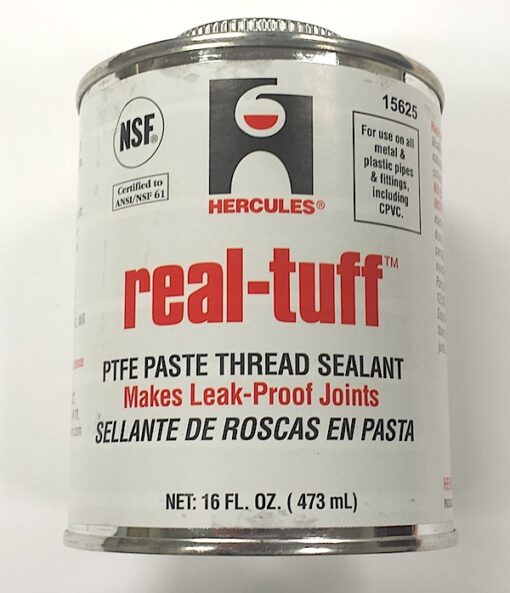 NSF®
Certified to
ANSI/NSF 61
HERCULES®
15625
For use on all
metal &
plastic pipes
& fittings,
including
CPVC.
real-tuff™
PTFE PASTE THREAD SEALANT
Makes Leak-Proof Joints
SELLANTE DE ROSCAS EN PASTA
NET: 16 FL. OZ. ( 473 mL)